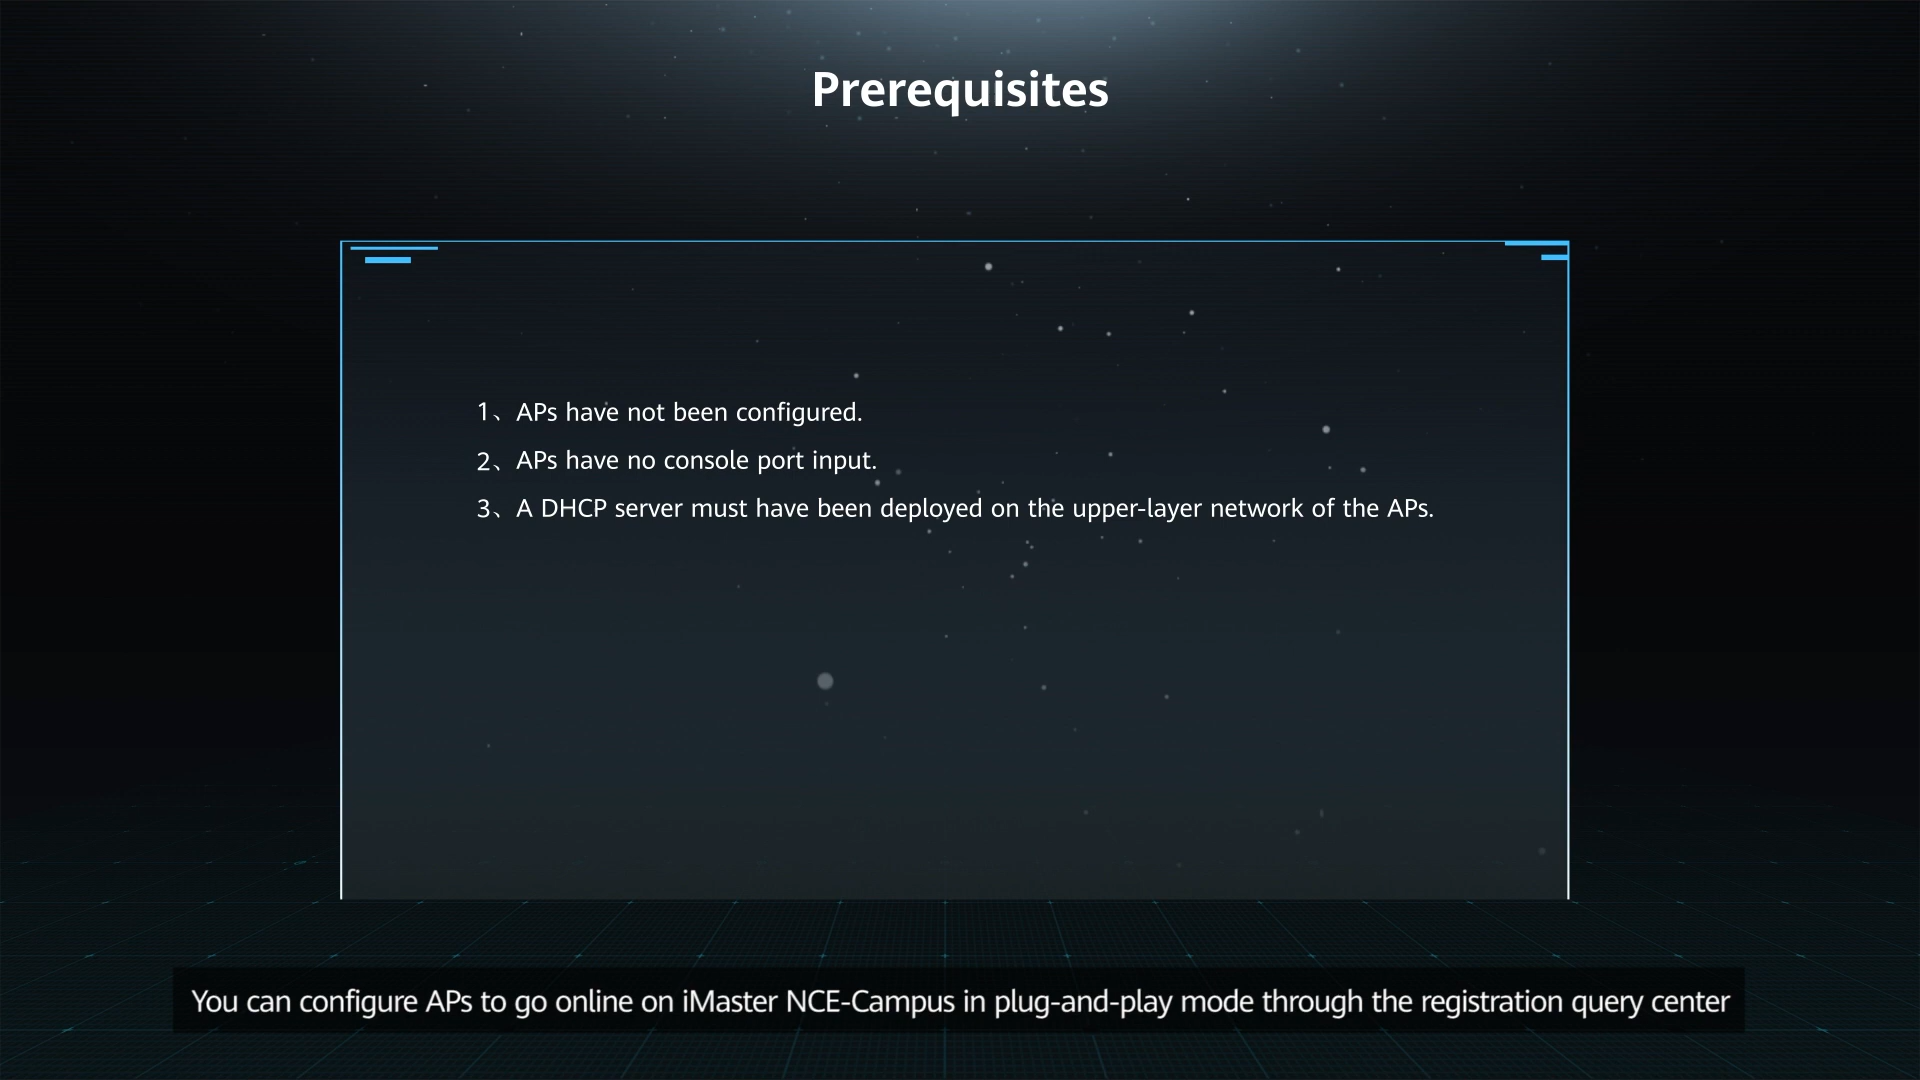 Prerequisites
1、APs have not been configured.
2、APs have no console port input.
3、A DHCP server must have been deployed on the upper-layer network of the APs.
You can configure APs to go online on iMaster NCE-Campus in plug-and-play mode through the registration query center